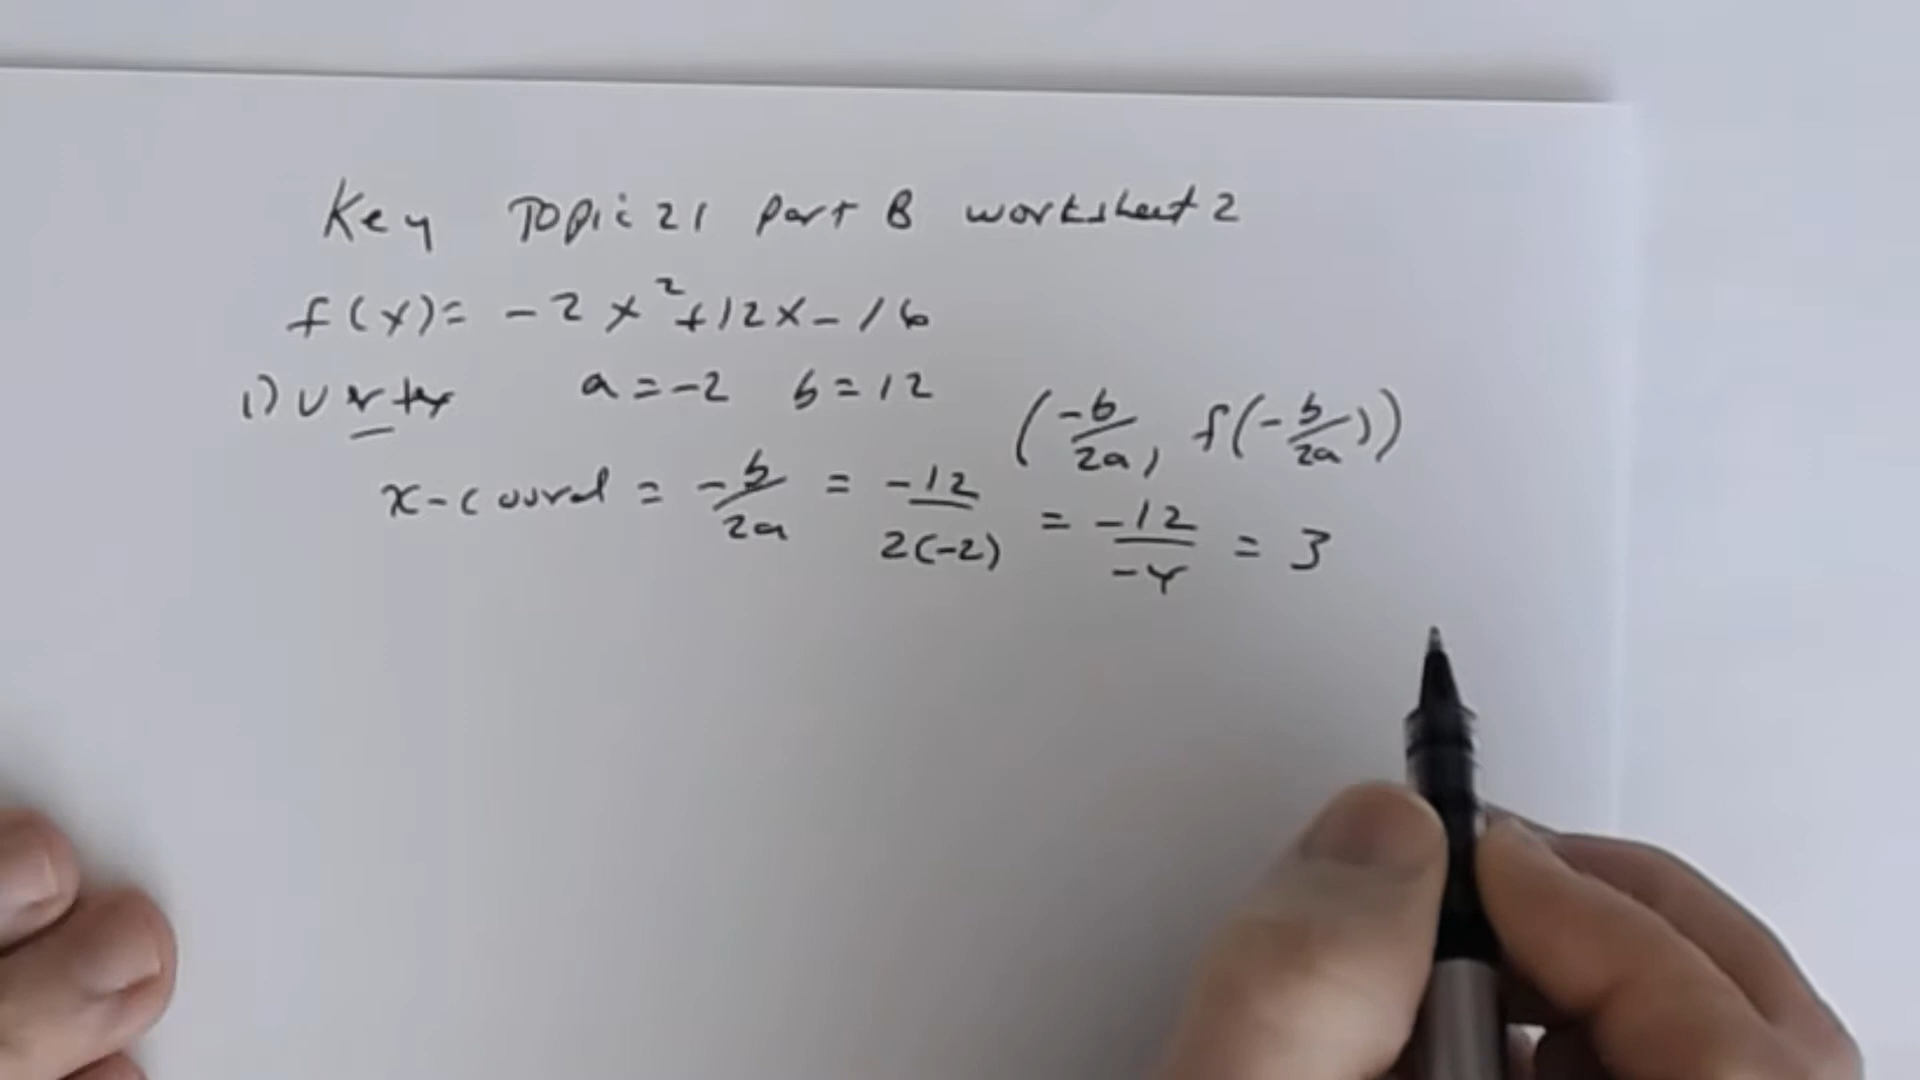 Key Topic 21 Part B worksheet 2
f(x) = -2x²+12x-16
1) Vertex a = -2 b = 12 (-b/2a, f(-b/2a))
x-coord = -b/2a = -12/2(-2) = -12/-4 = 3